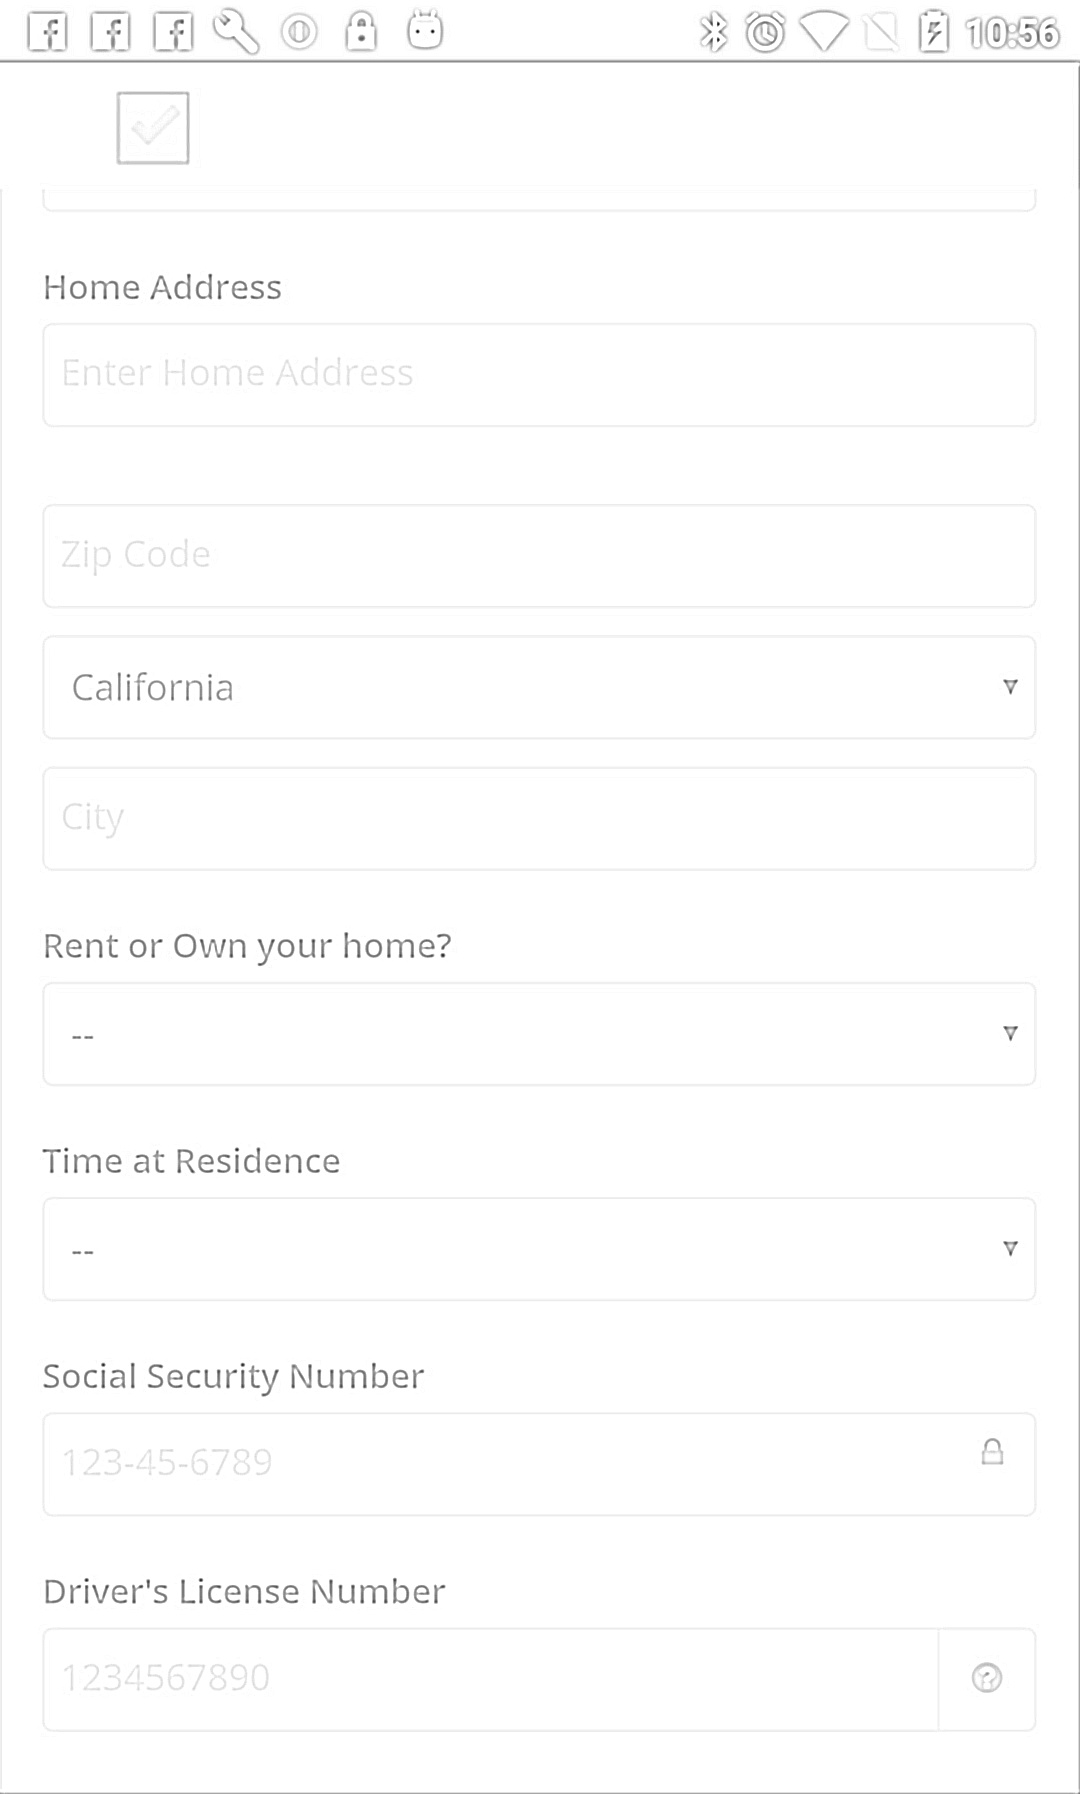 10:56
Home Address
Enter Home Address
Zip Code
California
City
Rent or Own your home?
--
Time at Residence
--
Social Security Number
123-45-6789
Driver's License Number
1234567890